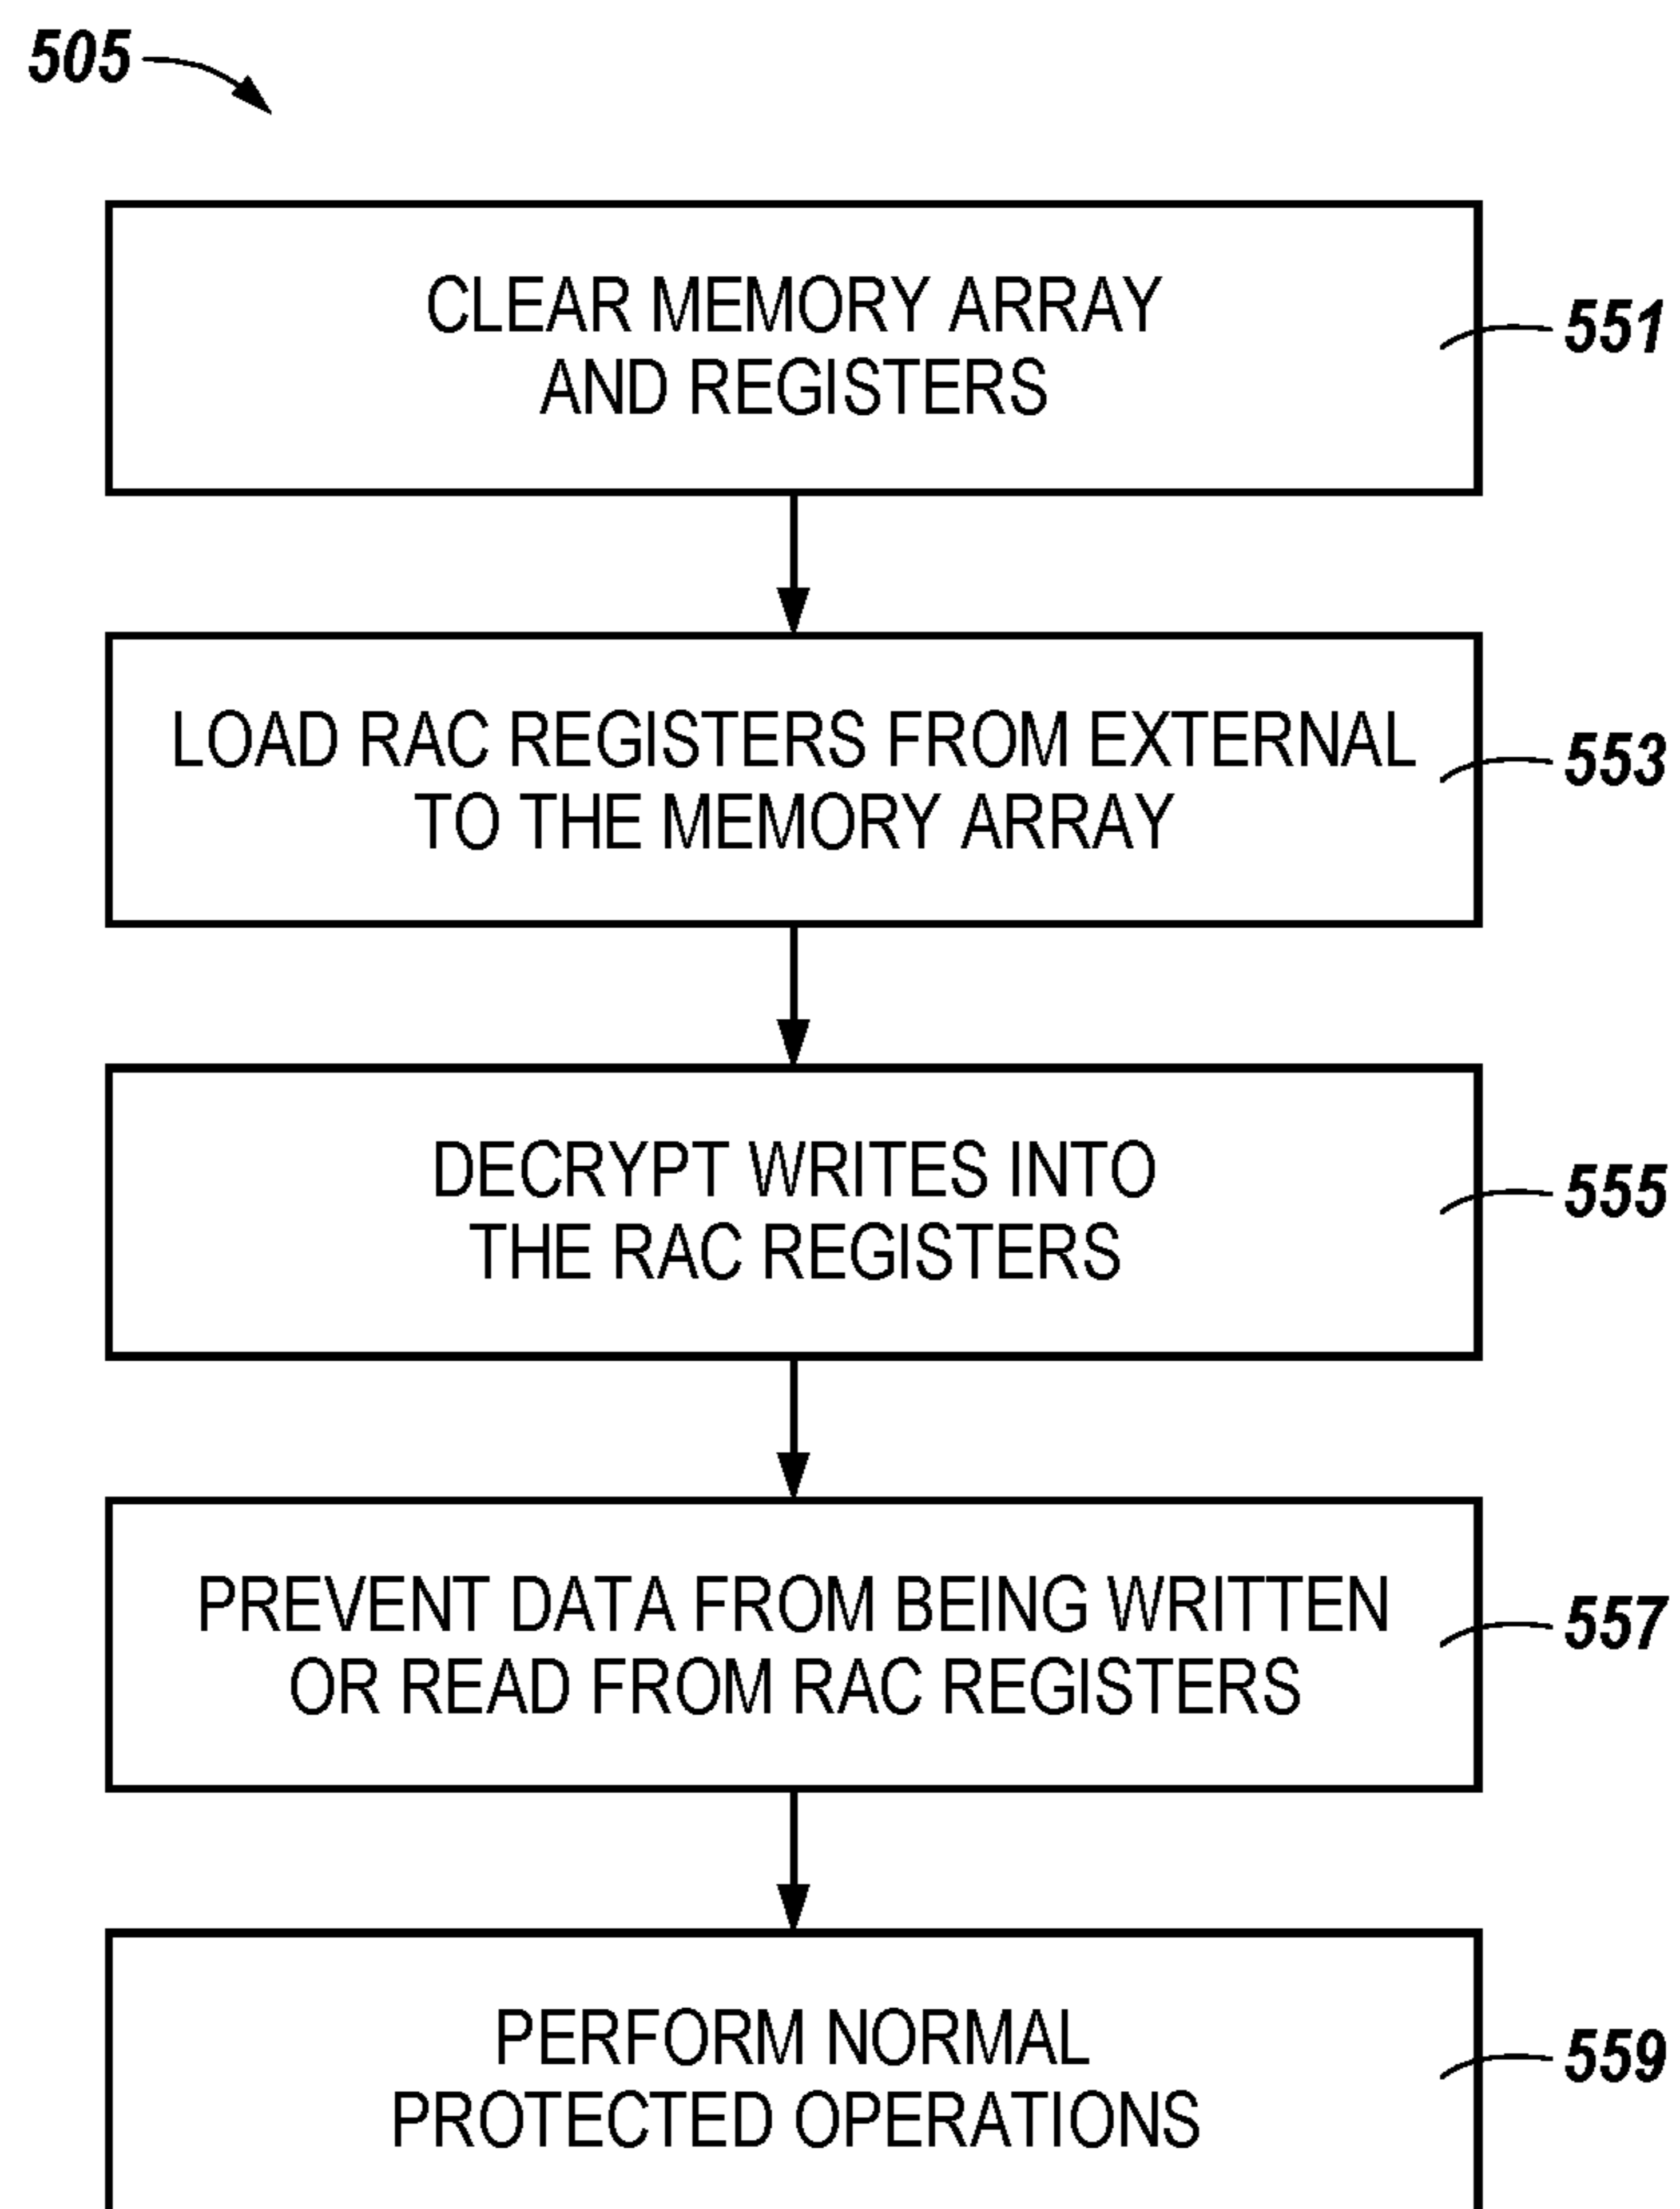 505
CLEAR MEMORY ARRAY
AND REGISTERS
551
LOAD RAC REGISTERS FROM EXTERNAL
TO THE MEMORY ARRAY
553
DECRYPT WRITES INTO
THE RAC REGISTERS
555
PREVENT DATA FROM BEING WRITTEN
OR READ FROM RAC REGISTERS
557
PERFORM NORMAL
PROTECTED OPERATIONS
559